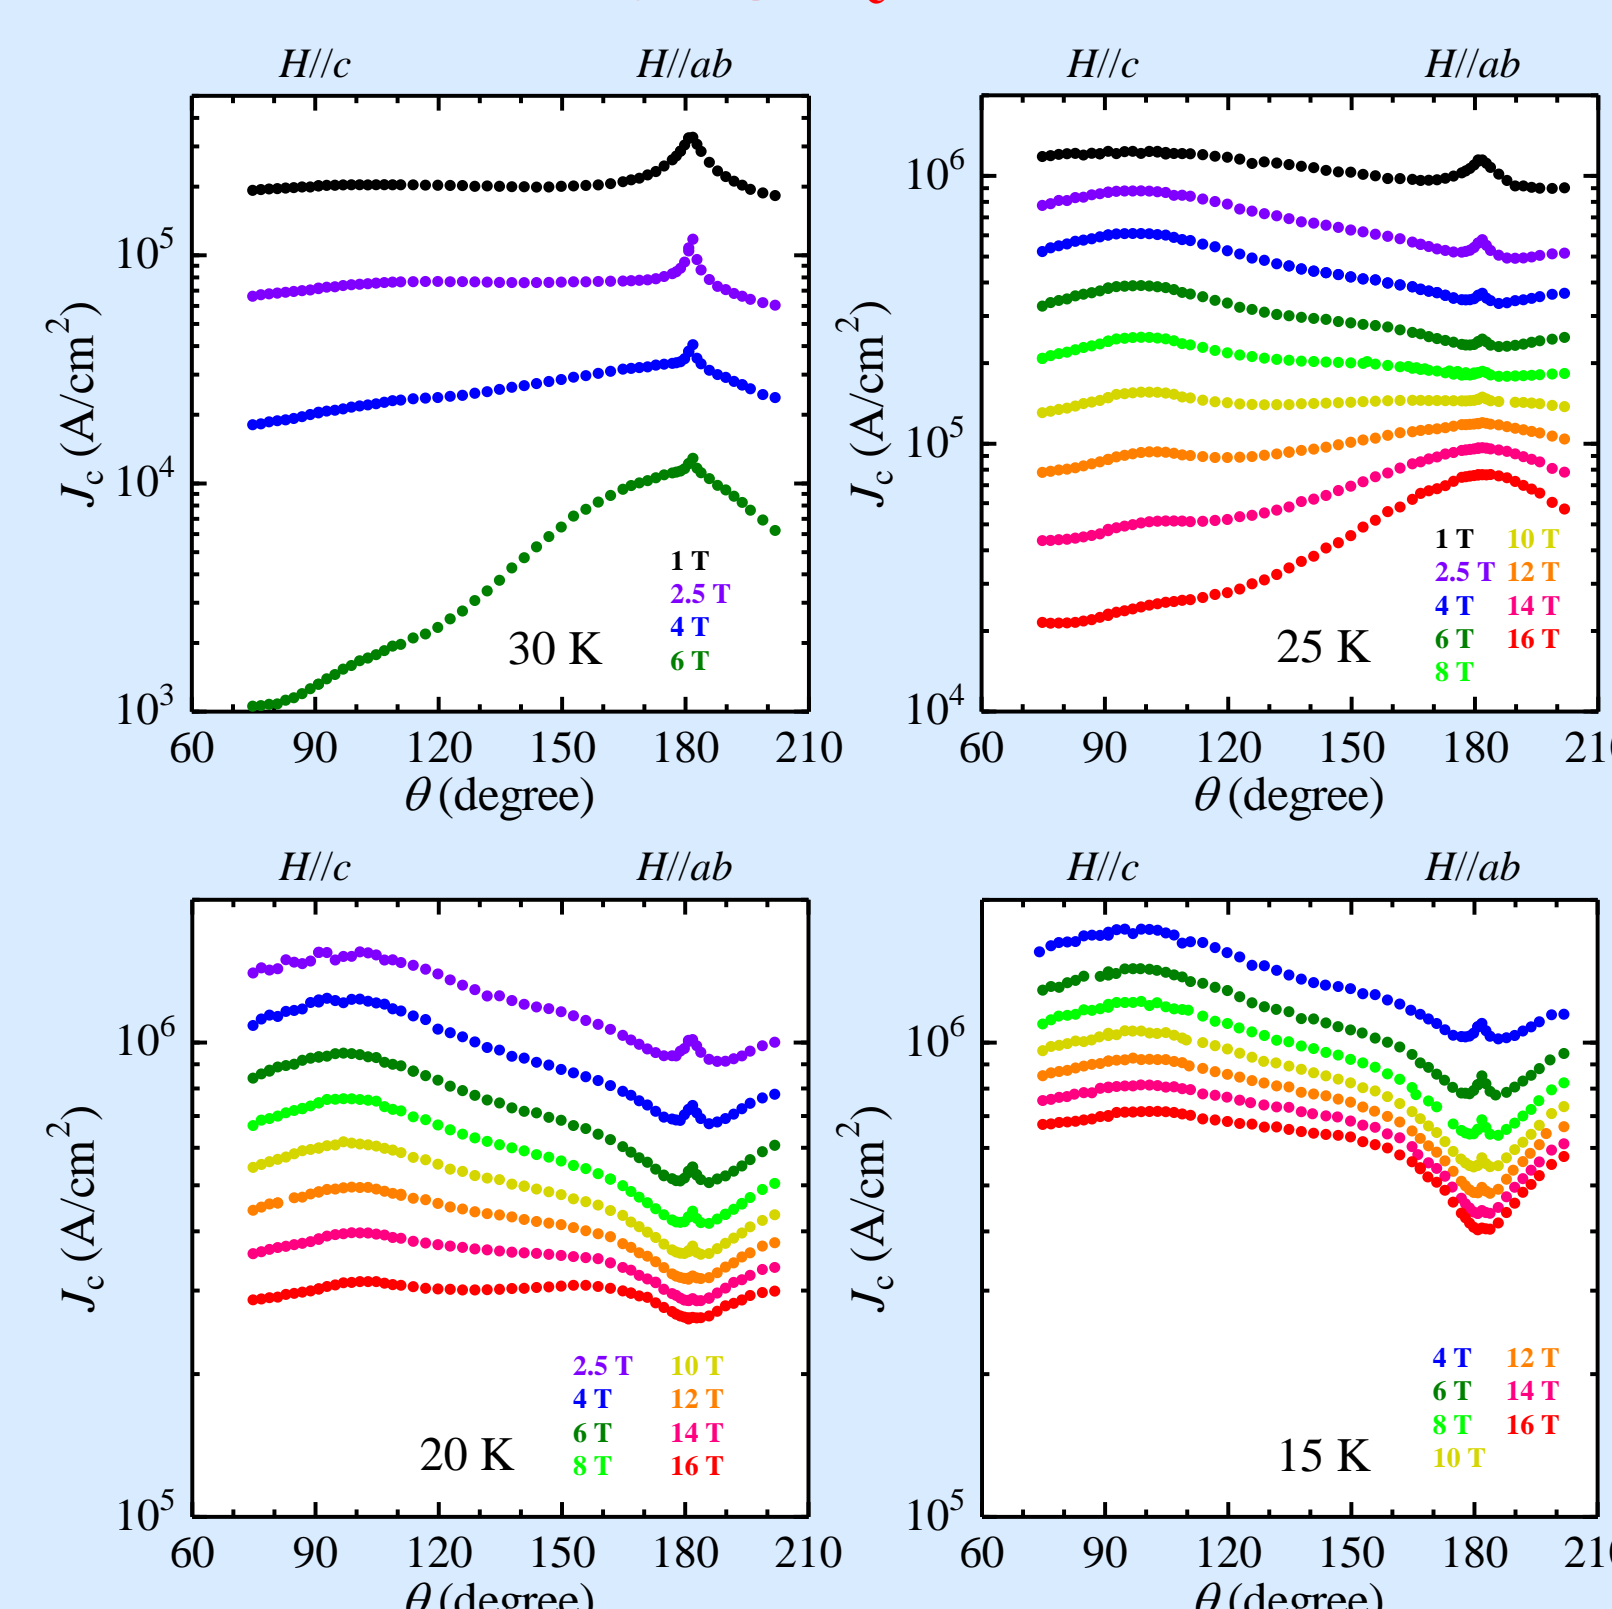 H//c H//ab
10^5
10^4
10^3
J_c (A/cm^2)
1 T
2.5 T
4 T
6 T
30 K
60 90 120 150 180 210
θ (degree)
H//c H//ab
10^6
10^5
10^4
J_c (A/cm^2)
1 T 10 T
2.5 T 12 T
4 T 14 T
6 T 16 T
8 T
25 K
60 90 120 150 180
θ (degree)
H//c H//ab
10^6
10^5
J_c (A/cm^2)
2.5 T 10 T
4 T 12 T
6 T 14 T
8 T 16 T
20 K
60 90 120 150 180 210
θ (degree)
H//c H//ab
10^6
10^5
J_c (A/cm^2)
4 T 12 T
6 T 14 T
8 T 16 T
10 T
15 K
60 90 120 150 180
θ (degree)